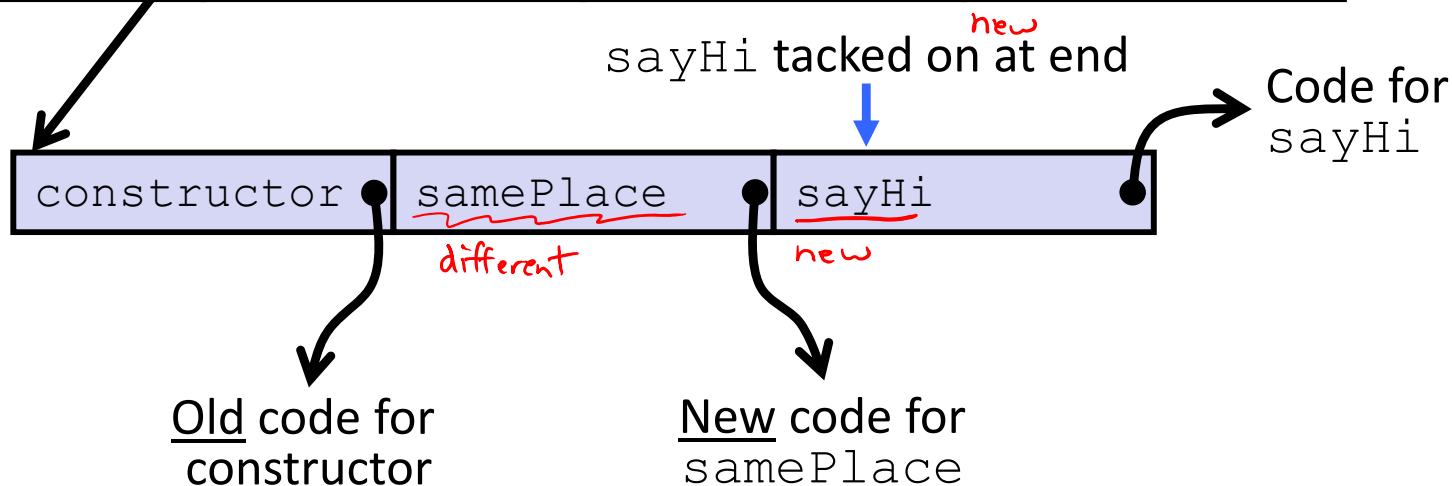 new
sayHi tacked on at end
Code for
sayHi
constructor samePlace sayHi
different new
Old code for
constructor
New code for
samePlace